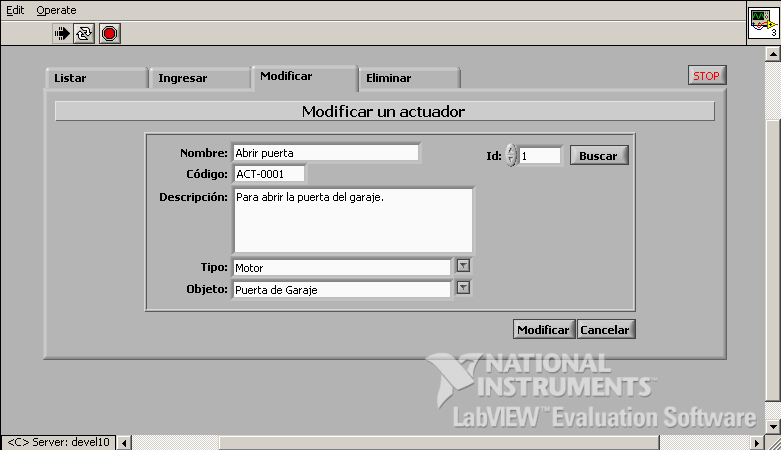 Edit Operate
3
Listar Ingresar Modificar Eliminar STOP
Modificar un actuador
Nombre: Abrir puerta Id: 1 Buscar
Código: ACT-0001
Descripción: Para abrir la puerta del garaje.
Tipo: Motor
Objeto: Puerta de Garaje
Modificar Cancelar
NATIONAL
INSTRUMENTS™
LabVIEW™ Evaluation Software
<C> Server: devel10